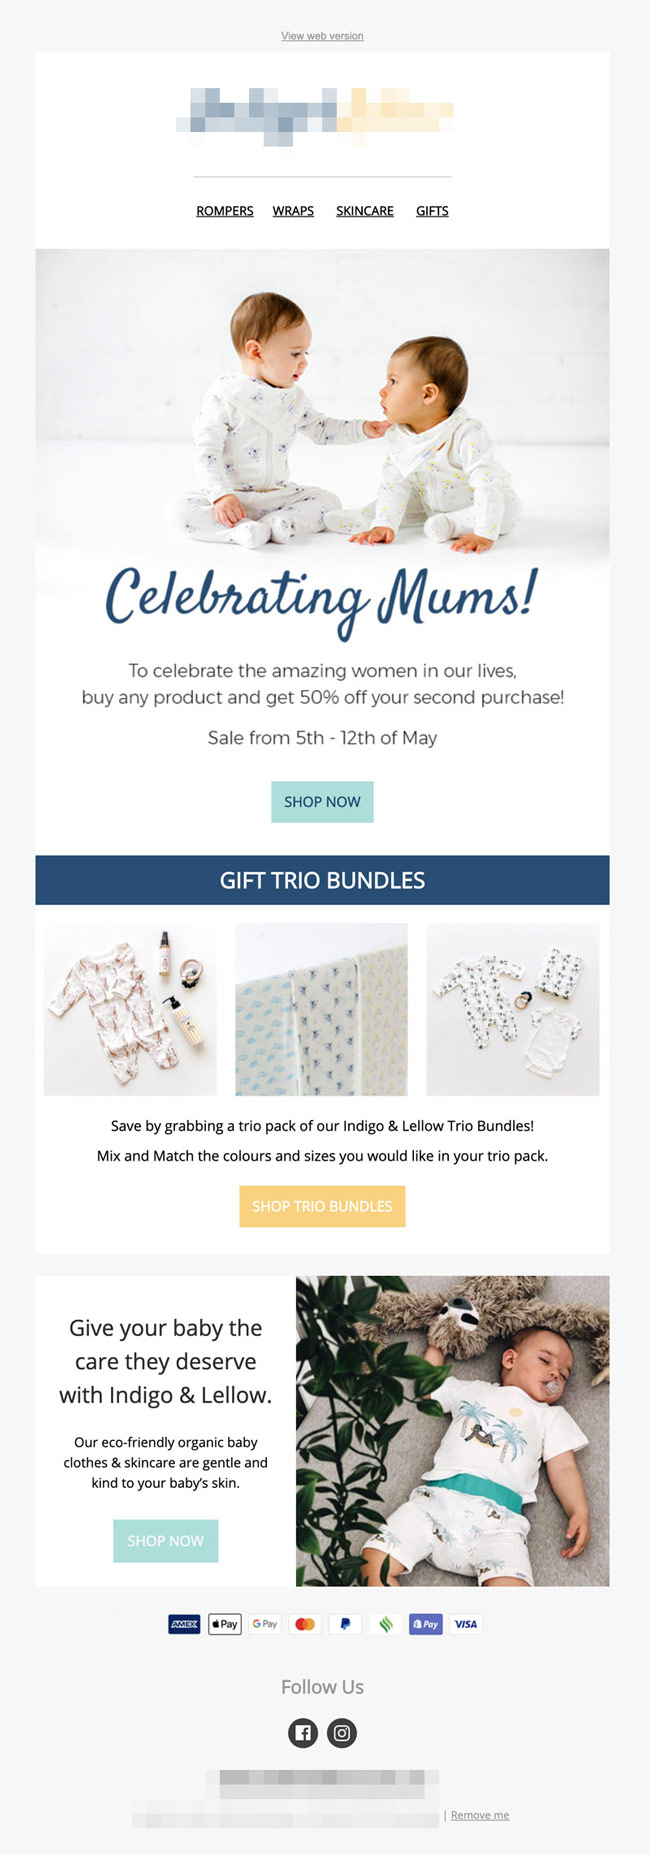 View web version
ROMPERS WRAPS SKINCARE GIFTS
Celebrating Mums!
To celebrate the amazing women in our lives,
buy any product and get 50% off your second purchase!
Sale from 5th - 12th of May
SHOP NOW
GIFT TRIO BUNDLES
Save by grabbing a trio pack of our Indigo & Lellow Trio Bundles!
Mix and Match the colours and sizes you would like in your trio pack.
SHOP TRIO BUNDLES
Give your baby the
care they deserve
with Indigo & Lellow.
Our eco-friendly organic baby
clothes & skincare are gentle and
kind to your baby’s skin.
SHOP NOW
AMEX Pay G Pay Pay VISA
Follow Us
| Remove me